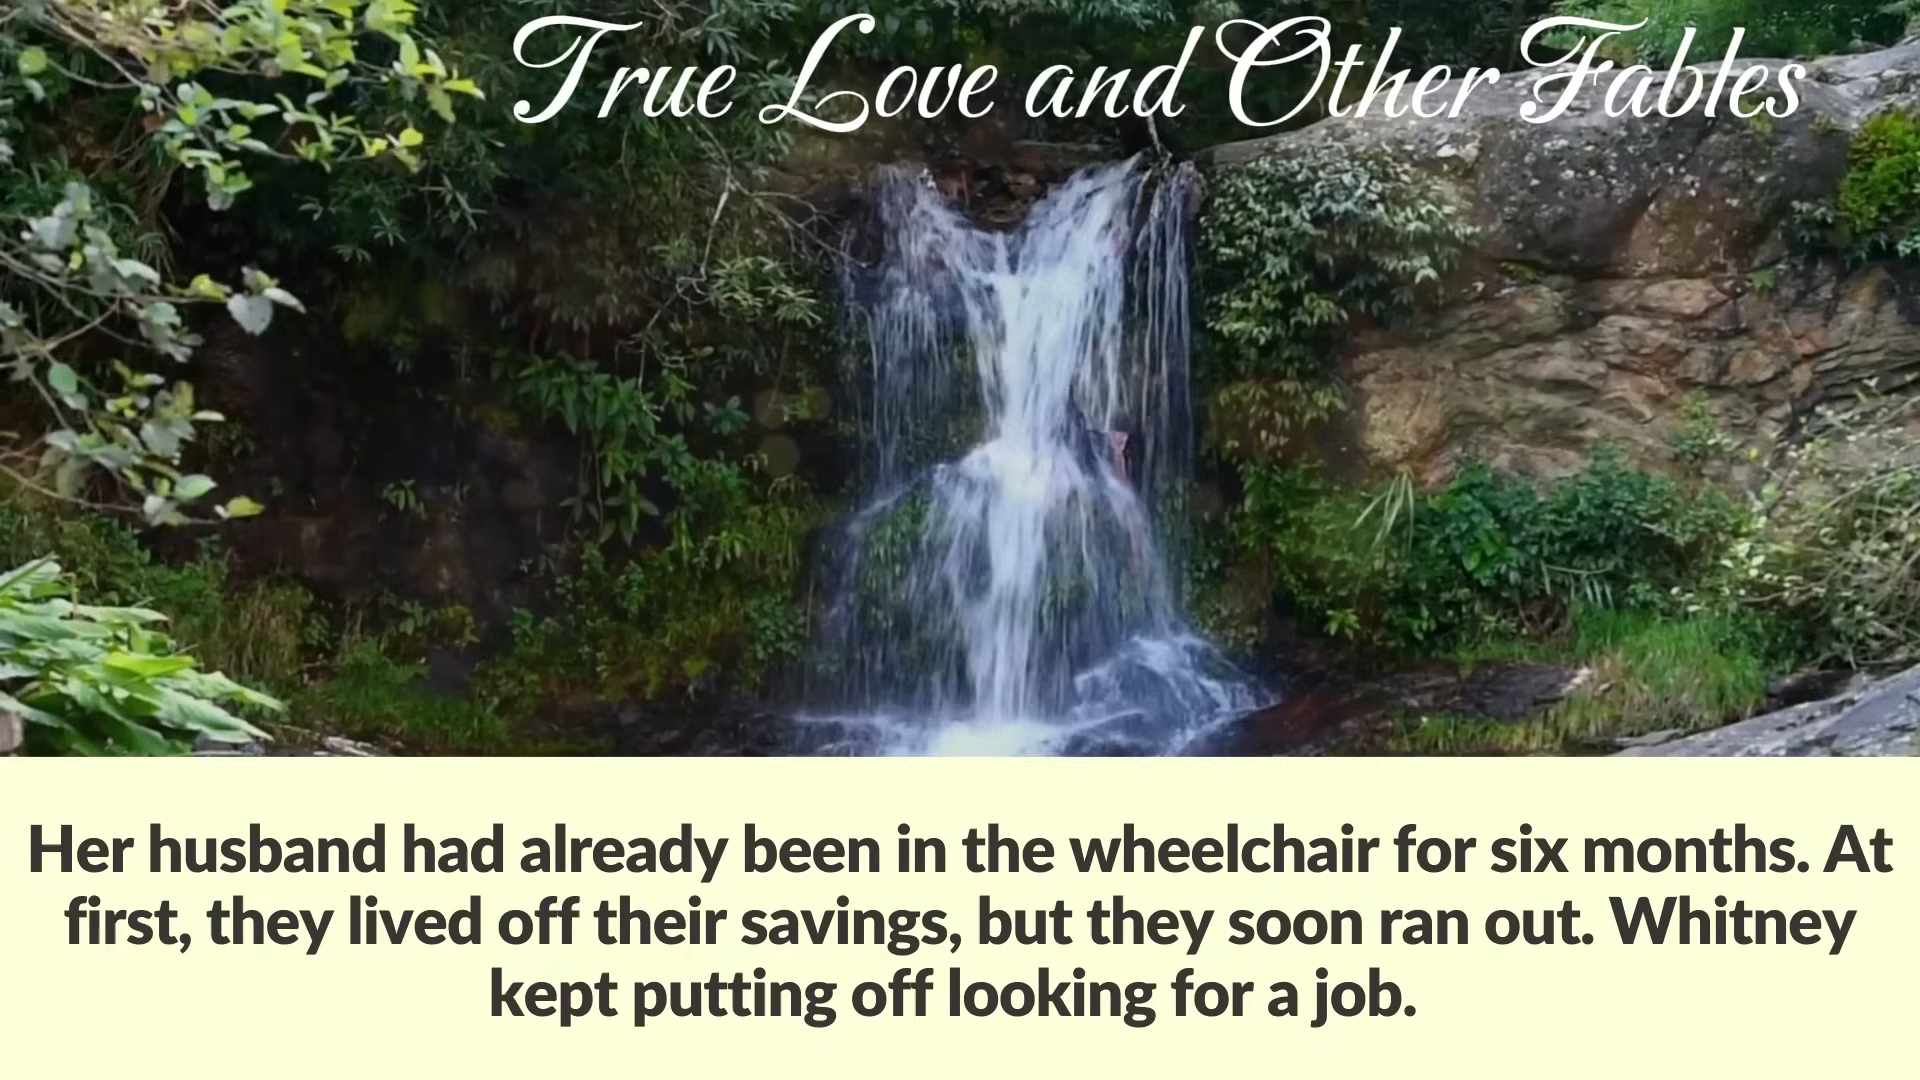 True Love and Other Fables
Her husband had already been in the wheelchair for six months. At
first, they lived off their savings, but they soon ran out. Whitney
kept putting off looking for a job.